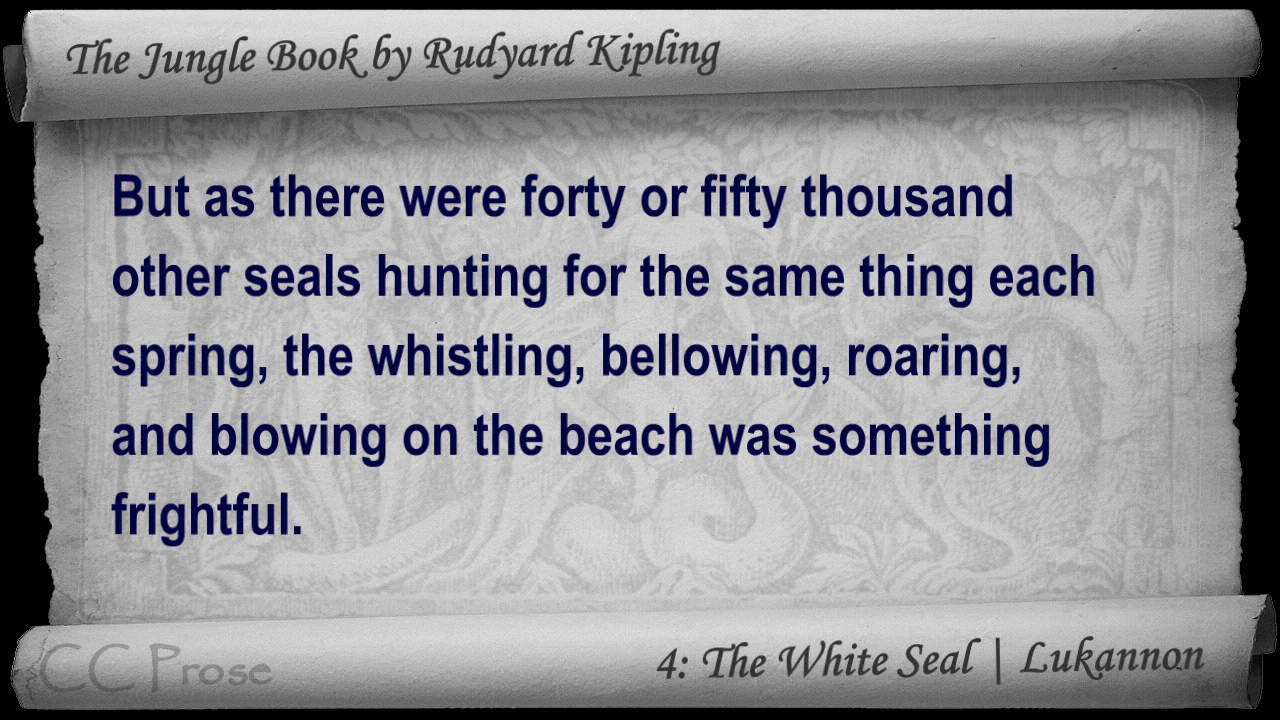 The Jungle Book by Rudyard Kipling
But as there were forty or fifty thousand
other seals hunting for the same thing each
spring, the whistling, bellowing, roaring,
and blowing on the beach was something
frightful.
CC Prose
4: The White Seal | Lukannon